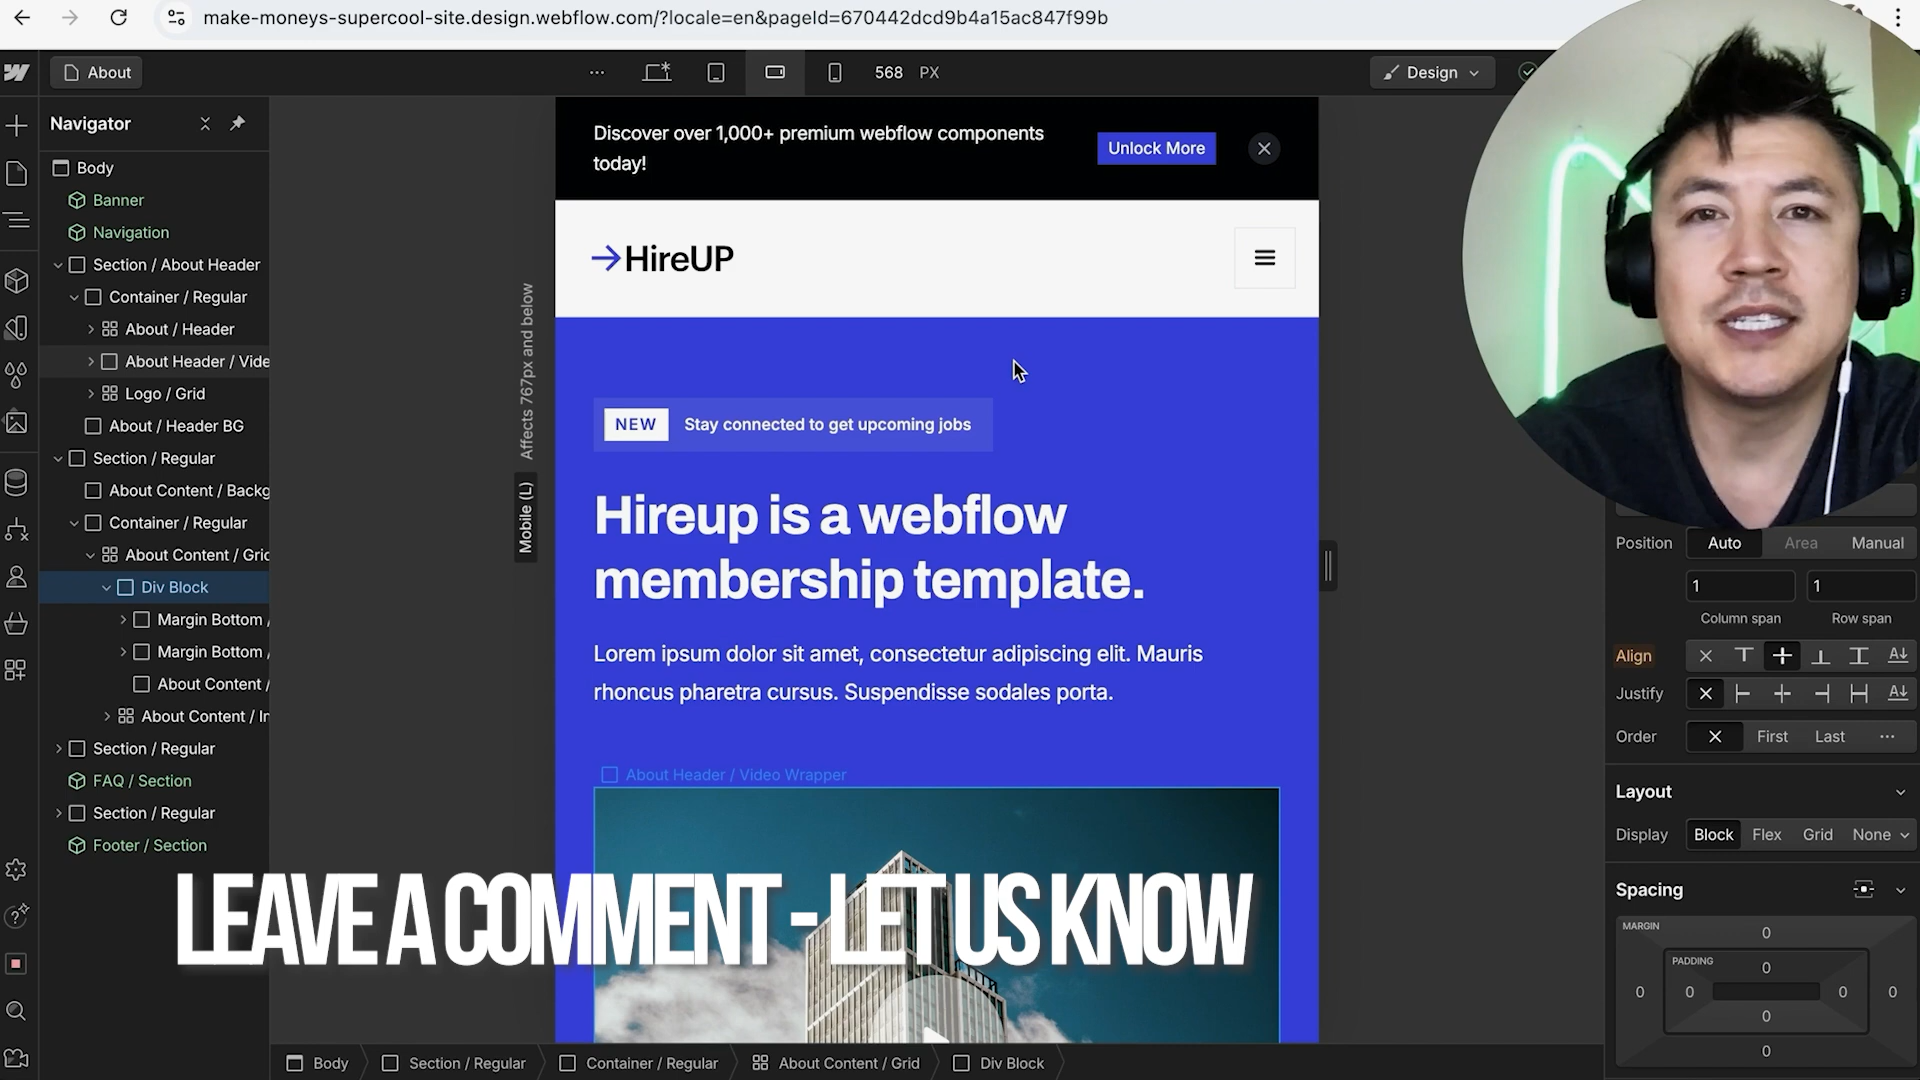 make-moneys-supercool-site.design.webflow.com/?locale=en&pageId=670442dcd9b4a15ac847f99b
About
568 PX
Design
Navigator
Body
Banner
Navigation
Section / About Header
Container / Regular
About / Header
About Header / Vide
Logo / Grid
About / Header BG
Section / Regular
About Content / Backg
Container / Regular
About Content / Grid
Div Block
Margin Bottom /
Margin Bottom /
About Content /
About Content / In
Section / Regular
FAQ / Section
Section / Regular
Footer / Section
Affects 767px and below
Mobile (L)
Discover over 1,000+ premium webflow components
today!
Unlock More
HireUP
NEW
Stay connected to get upcoming jobs
Hireup is a webflow
membership template.
Lorem ipsum dolor sit amet, consectetur adipiscing elit. Mauris
rhoncus pharetra cursus. Suspendisse sodales porta.
About Header / Video Wrapper
LEAVE A COMMENT - LET US KNOW
Position Auto Area Manual
1 1
Column span Row span
Align
Justify
Order First Last
Layout
Display Block Flex Grid None
Spacing
MARGIN
0
PADDING
0
0 0 0 0
0
0
Body Section / Regular Container / Regular About Content / Grid Div Block